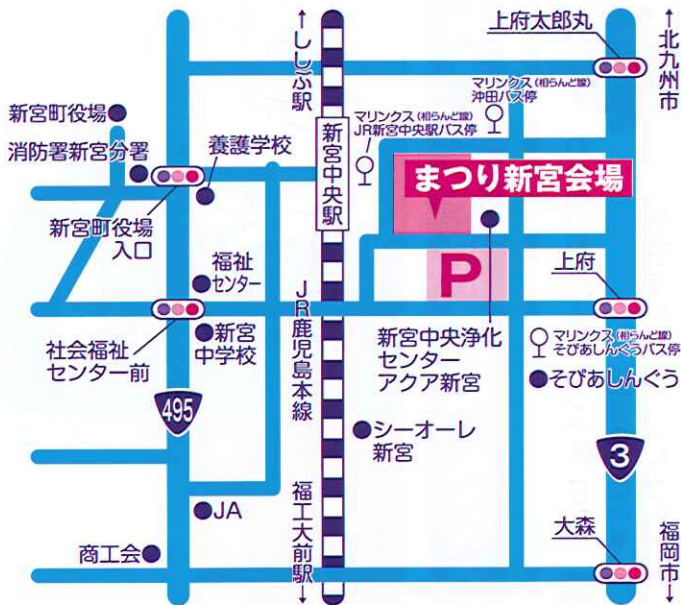 ↑ししぶ駅
上府太郎丸
↑北九州市
マリンクス(相らんど線)
沖田バス停
マリンクス(相らんど線)
JR新宮中央駅バス停
新宮町役場
消防署新宮分署
養護学校
新宮中央駅
まつり新宮会場
新宮町役場
入口
福祉
センター
P
上府
JR鹿児島本線
新宮
中学校
社会福祉
センター前
新宮中央浄化
センター
アクア新宮
マリンクス(相らんど線)
そぴあしんぐうバス停
そぴあしんぐう
495
シーオーレ
新宮
3
JA
福工大前駅↓
商工会
大森
福岡市↓